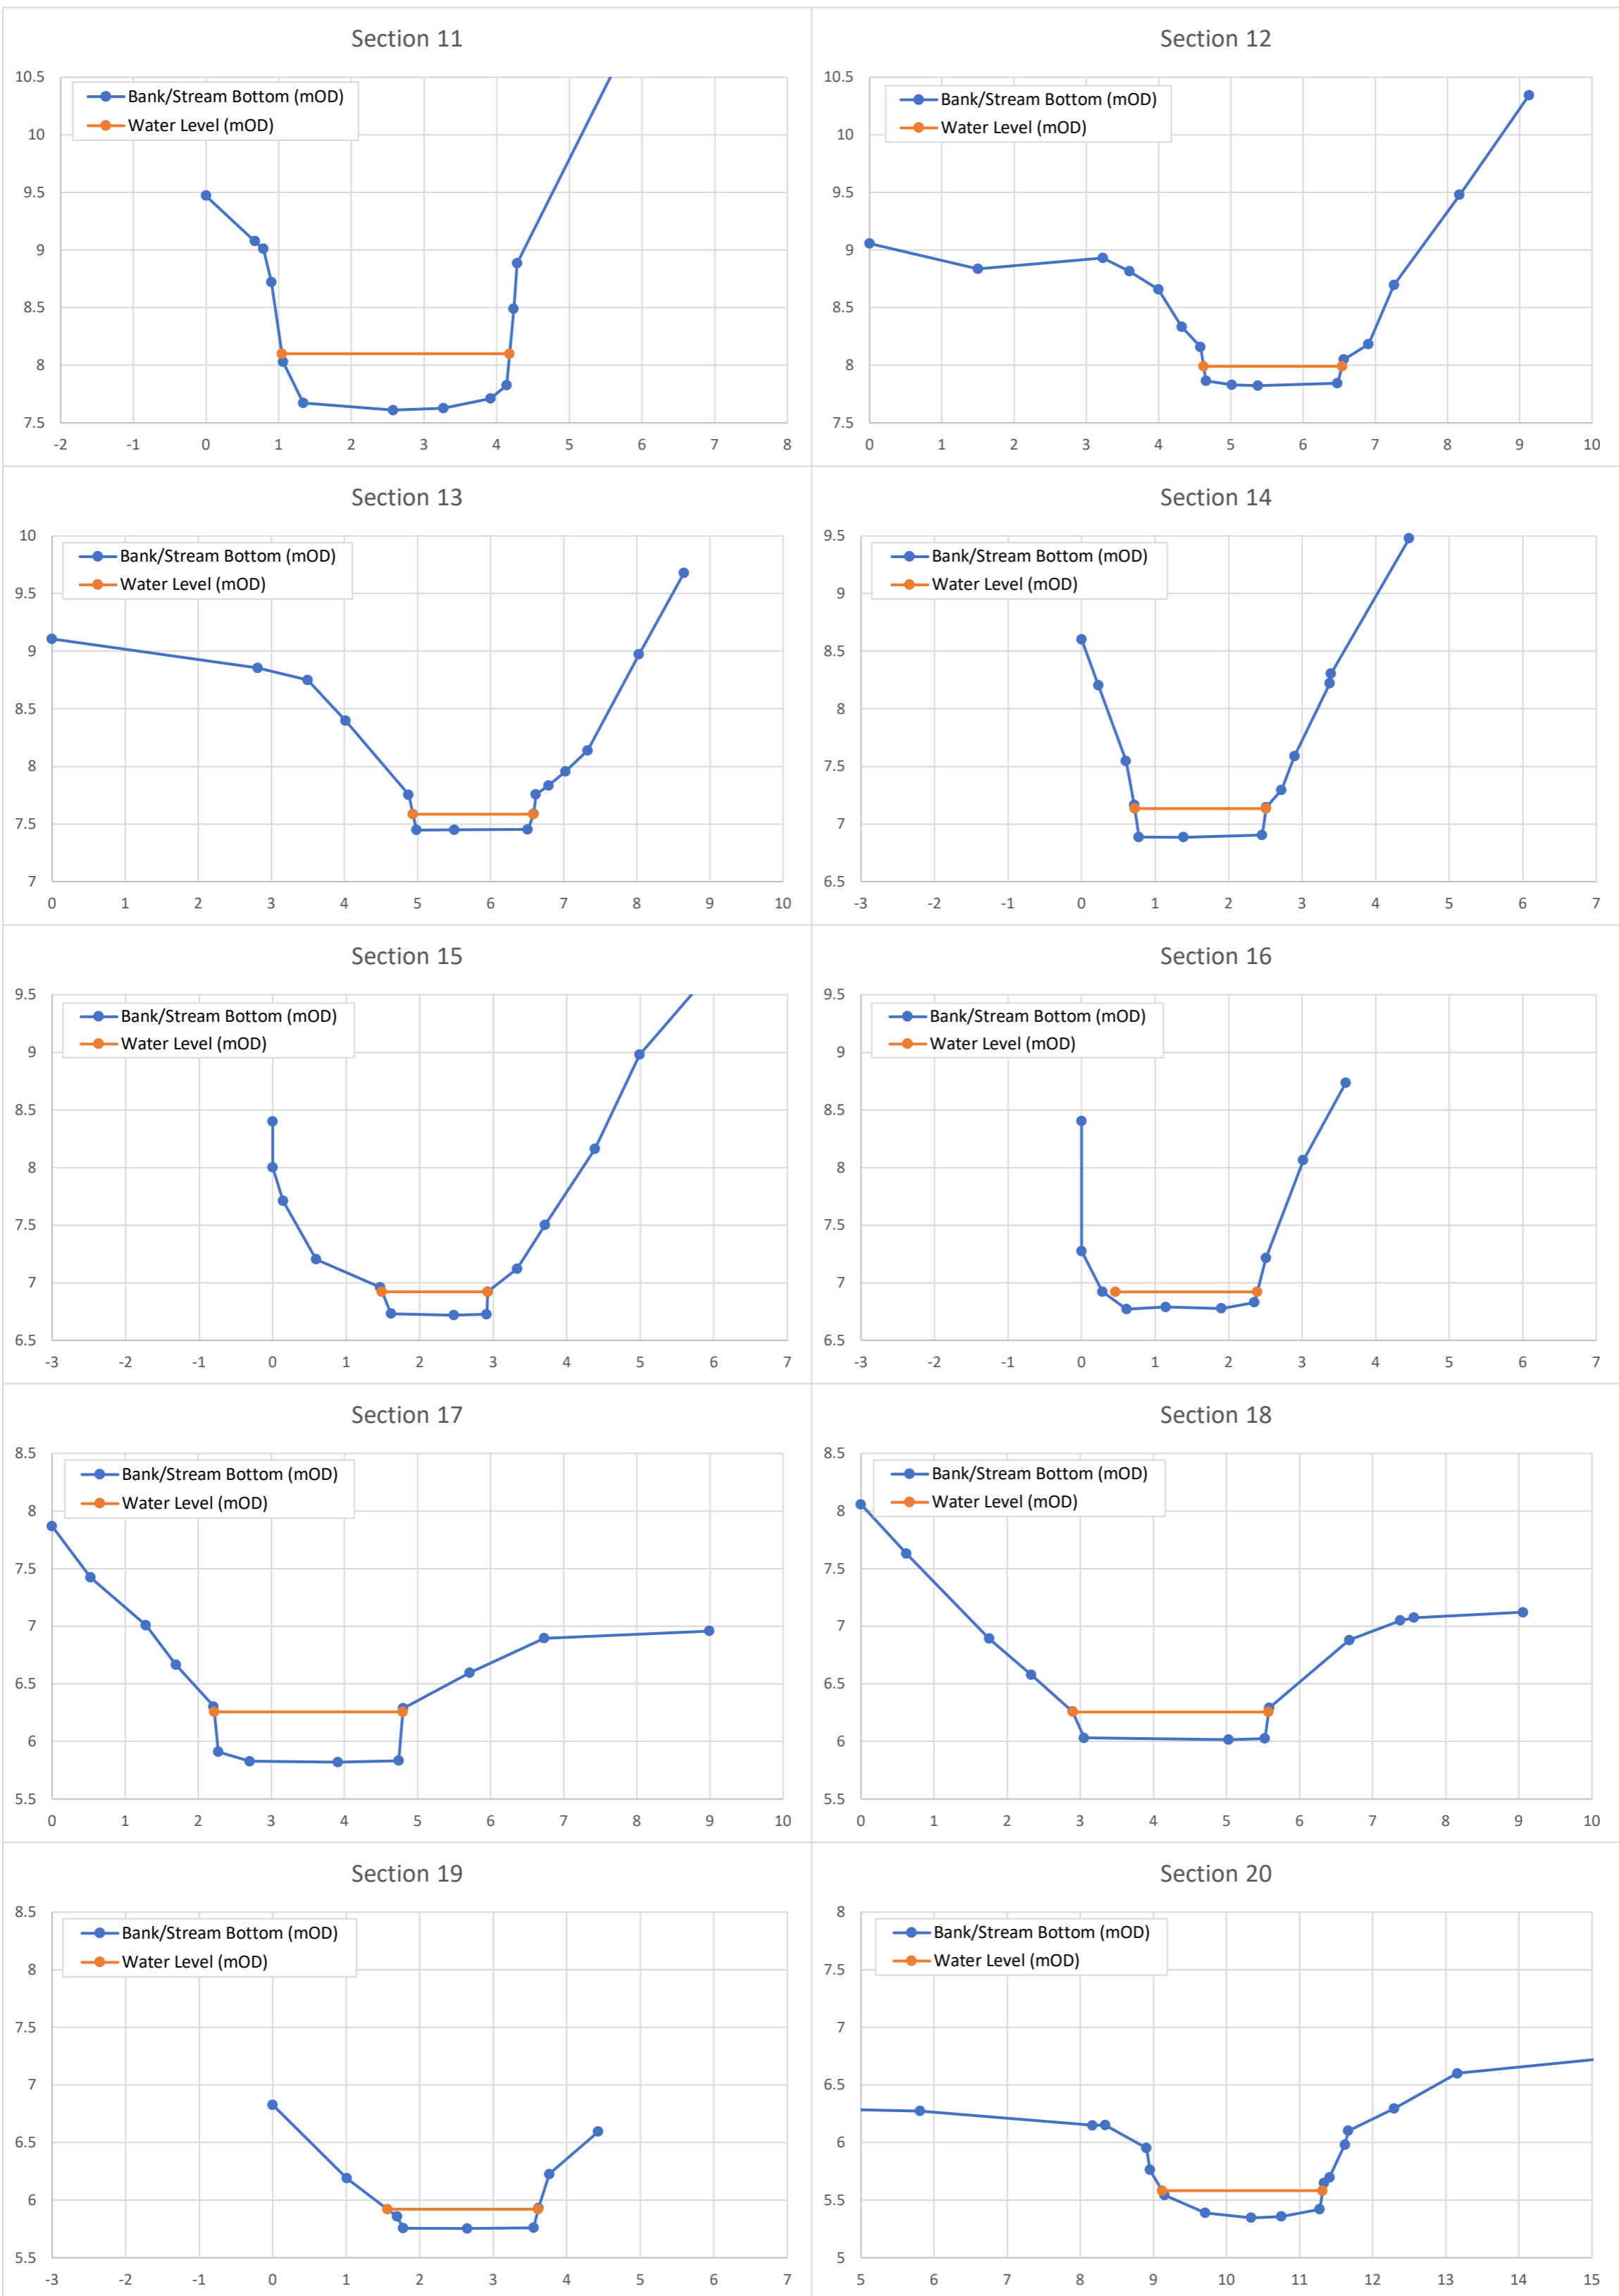 Section 11
10.5
10
9.5
9
8.5
8
7.5
-2 -1 0 1 2 3 4 5 6 7 8
Bank/Stream Bottom (mOD)
Water Level (mOD)
Section 12
10.5
10
9.5
9
8.5
8
7.5
0 1 2 3 4 5 6 7 8 9 10
Bank/Stream Bottom (mOD)
Water Level (mOD)
Section 13
10
9.5
9
8.5
8
7.5
7
0 1 2 3 4 5 6 7 8 9 10
Bank/Stream Bottom (mOD)
Water Level (mOD)
Section 14
9.5
9
8.5
8
7.5
7
6.5
-3 -2 -1 0 1 2 3 4 5 6 7
Bank/Stream Bottom (mOD)
Water Level (mOD)
Section 15
9.5
9
8.5
8
7.5
7
6.5
-3 -2 -1 0 1 2 3 4 5 6 7
Bank/Stream Bottom (mOD)
Water Level (mOD)
Section 16
9.5
9
8.5
8
7.5
7
6.5
-3 -2 -1 0 1 2 3 4 5 6 7
Bank/Stream Bottom (mOD)
Water Level (mOD)
Section 17
8.5
8
7.5
7
6.5
6
5.5
0 1 2 3 4 5 6 7 8 9 10
Bank/Stream Bottom (mOD)
Water Level (mOD)
Section 18
8.5
8
7.5
7
6.5
6
5.5
0 1 2 3 4 5 6 7 8 9 10
Bank/Stream Bottom (mOD)
Water Level (mOD)
Section 19
8.5
8
7.5
7
6.5
6
5.5
-3 -2 -1 0 1 2 3 4 5 6 7
Bank/Stream Bottom (mOD)
Water Level (mOD)
Section 20
8
7.5
7
6.5
6
5.5
5
5 6 7 8 9 10 11 12 13 14 15
Bank/Stream Bottom (mOD)
Water Level (mOD)